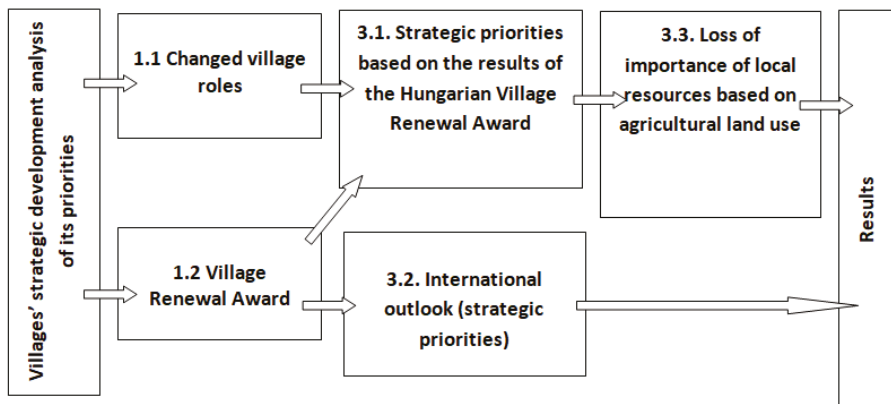 Villages' strategic development analysis
of its priorities
1.1 Changed village
roles
1.2 Village
Renewal Award
3.1. Strategic priorities
based on the results of
the Hungarian Village
Renewal Award
3.2. International
outlook (strategic
priorities)
3.3. Loss of
importance of local
resources based on
agricultural land use
Results